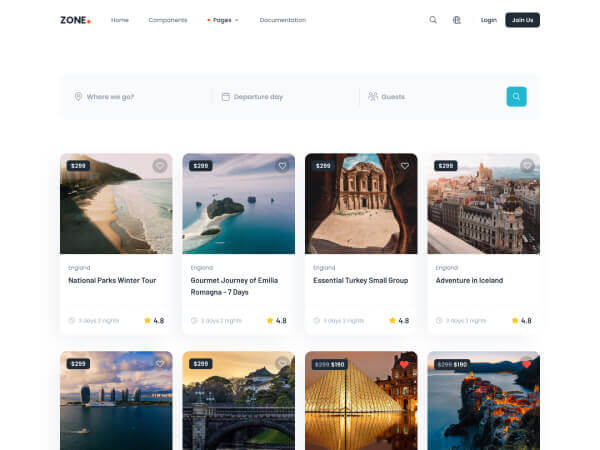 ZONE.
Home
Components
Pages
Documentation
Login
Join Us
Where we go?
Departure day
Guests
$299
$299
$299
$299
England
National Parks Winter Tour
3 days 2 nights
4.8
England
Gourmet Journey of Emilia
Romagna - 7 Days
3 days 2 nights
4.8
England
Essential Turkey Small Group
3 days 2 nights
4.8
England
Adventure in Iceland
3 days 2 nights
4.8
$299
$299
$299 $190
$299 $190